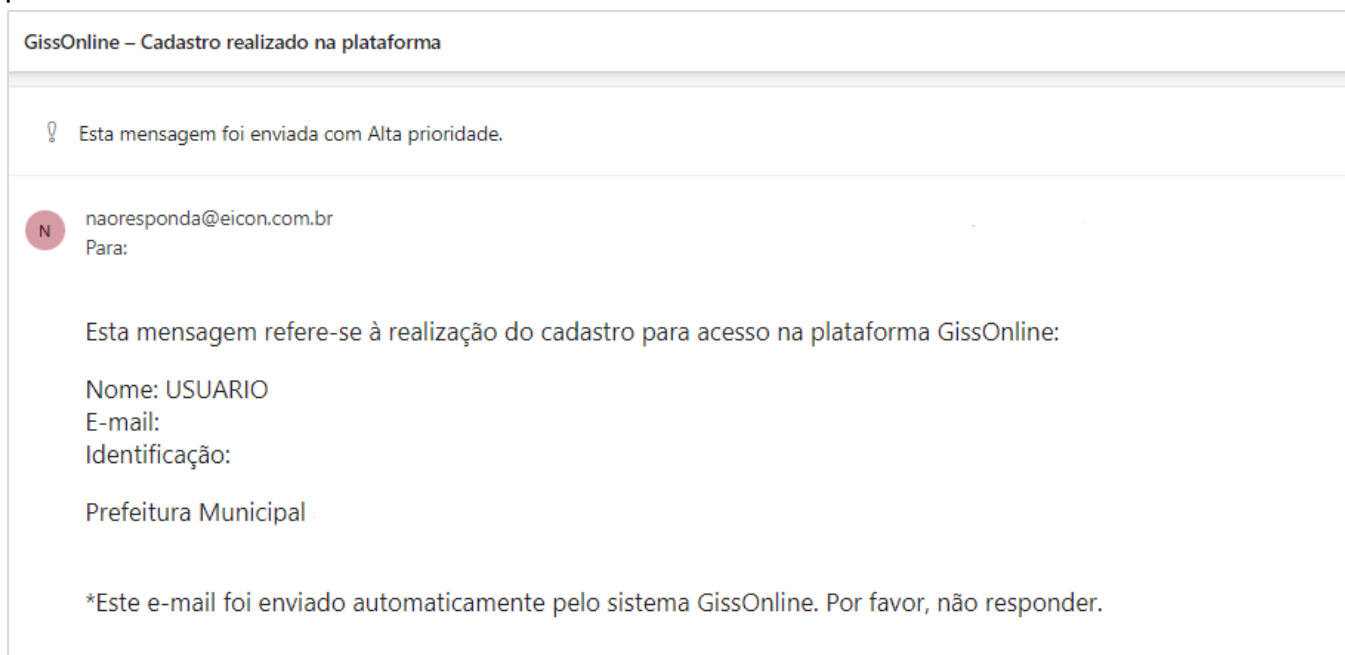 GissOnline – Cadastro realizado na plataforma
Esta mensagem foi enviada com Alta prioridade.
N
naoresponda@eicon.com.br
Para:
Esta mensagem refere-se à realização do cadastro para acesso na plataforma GissOnline:
Nome: USUARIO
E-mail:
Identificação:
Prefeitura Municipal
*Este e-mail foi enviado automaticamente pelo sistema GissOnline. Por favor, não responder.